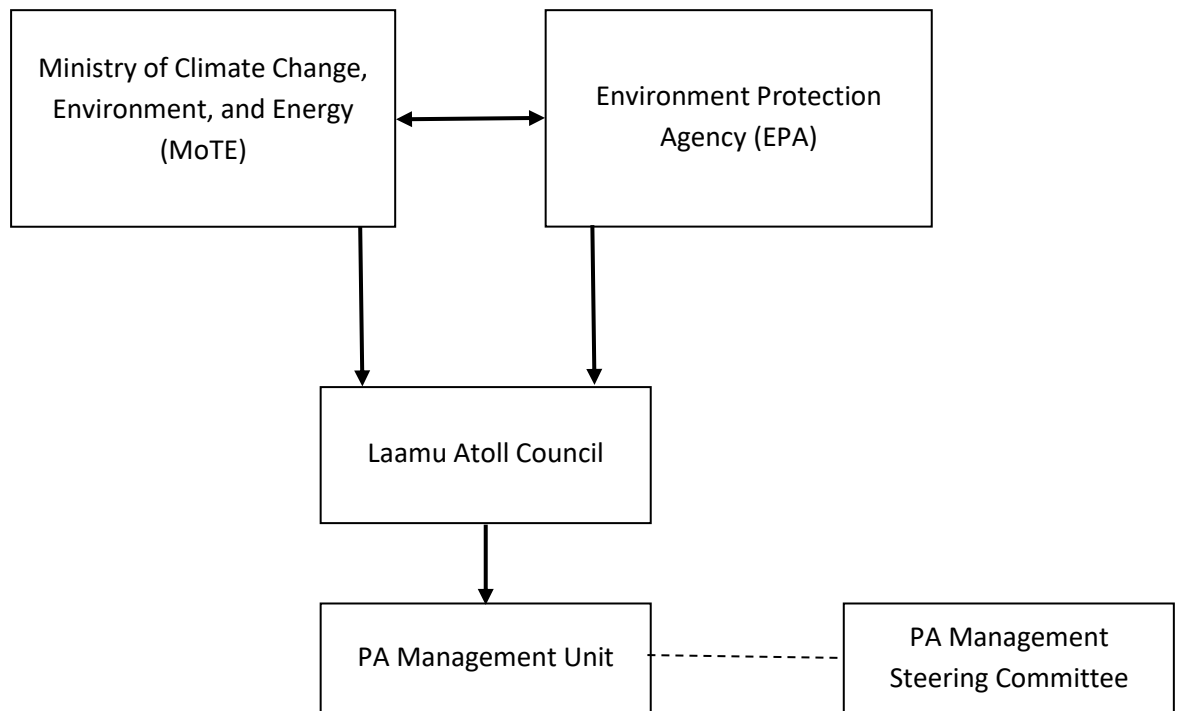 Ministry of Climate Change,
Environment, and Energy
(MoTE)
Environment Protection
Agency (EPA)
Laamu Atoll Council
PA Management Unit
PA Management
Steering Committee